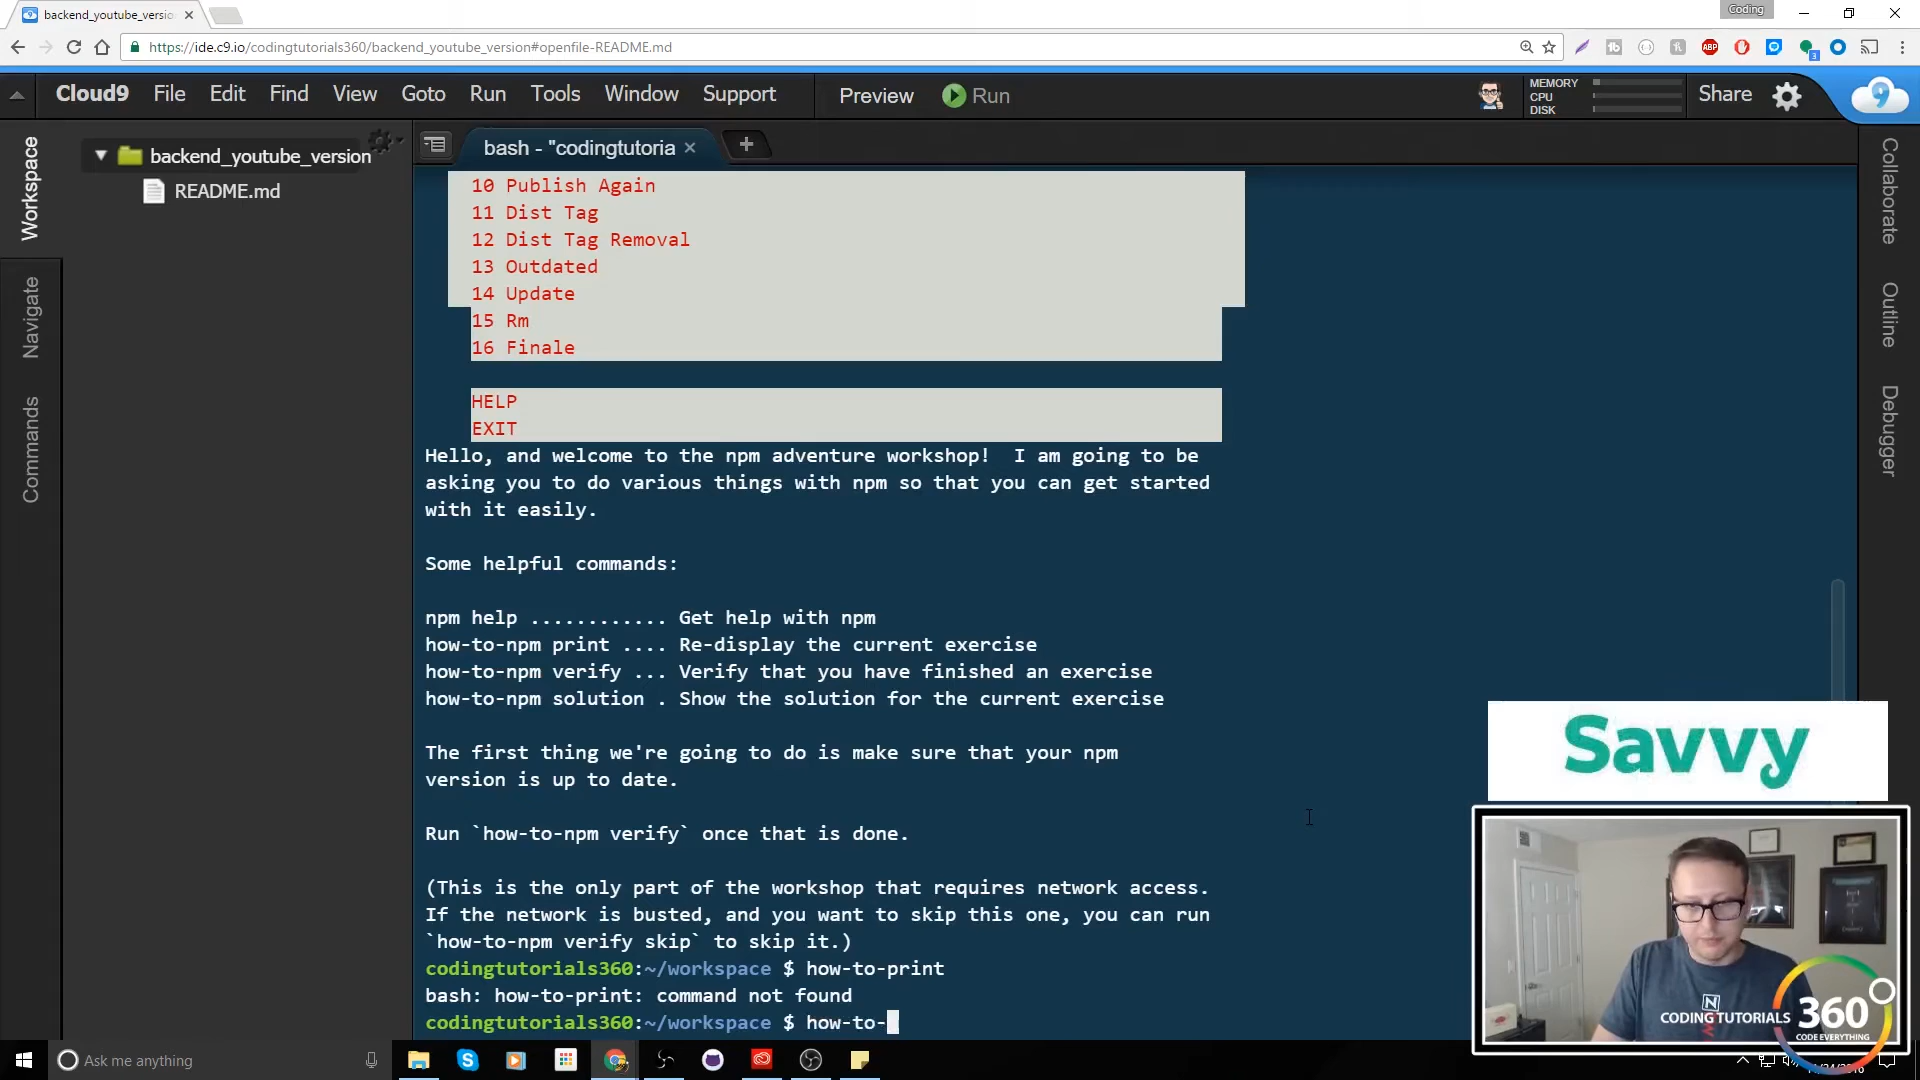 backend_youtube_versio
Coding
https://ide.c9.io/codingtutorials360/backend_youtube_version#openfile-README.md
Cloud9 File Edit Find View Goto Run Tools Window Support Preview Run
MEMORY
CPU
DISK
Share
Workspace
Navigate
Commands
backend_youtube_version
README.md
bash - "codingtutoria
10 Publish Again
11 Dist Tag
12 Dist Tag Removal
13 Outdated
14 Update
15 Rm
16 Finale
HELP
EXIT
Hello, and welcome to the npm adventure workshop!  I am going to be
asking you to do various things with npm so that you can get started
with it easily.
Some helpful commands:
npm help ............ Get help with npm
how-to-npm print .... Re-display the current exercise
how-to-npm verify ... Verify that you have finished an exercise
how-to-npm solution . Show the solution for the current exercise
The first thing we're going to do is make sure that your npm
version is up to date.
Run `how-to-npm verify` once that is done.
(This is the only part of the workshop that requires network access.
If the network is busted, and you want to skip this one, you can run
`how-to-npm verify skip` to skip it.)
codingtutorials360:~/workspace $ how-to-print
bash: how-to-print: command not found
codingtutorials360:~/workspace $ how-to-
Collaborate
Outline
Debugger
Savvy
CODING TUTORIALS 360
CODE EVERYTHING
Ask me anything